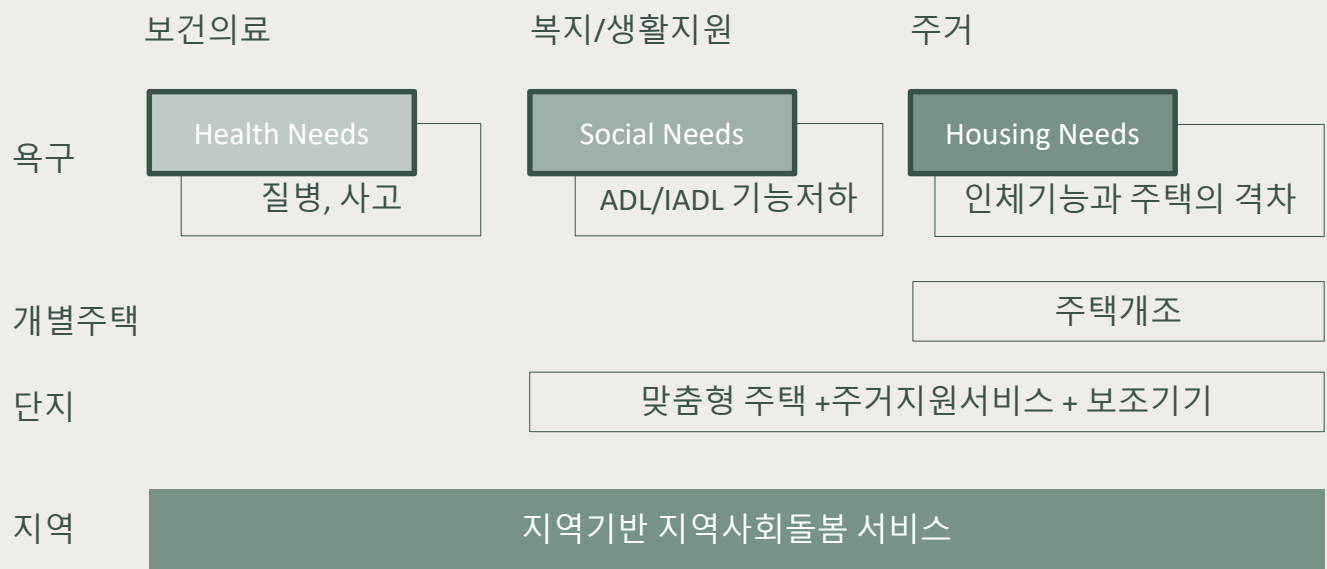 보건의료
복지/생활지원
주거
욕구
Health Needs
질병, 사고
Social Needs
ADL/IADL 기능저하
Housing Needs
인체기능과 주택의 격차
개별주택
주택개조
단지
맞춤형 주택 +주거지원서비스 + 보조기기
지역
지역기반 지역사회돌봄 서비스